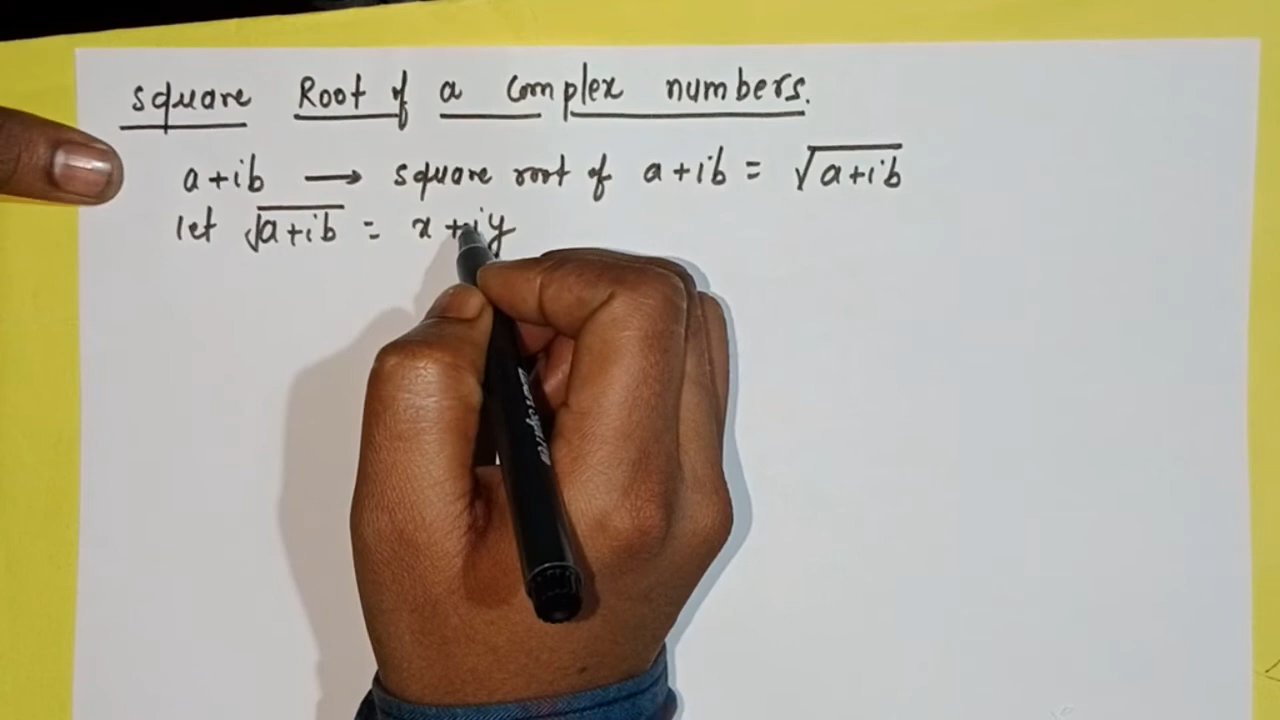 square Root of a complex numbers.
a+ib → square root of a+ib = √(a+ib)
let √(a+ib) = x+iy